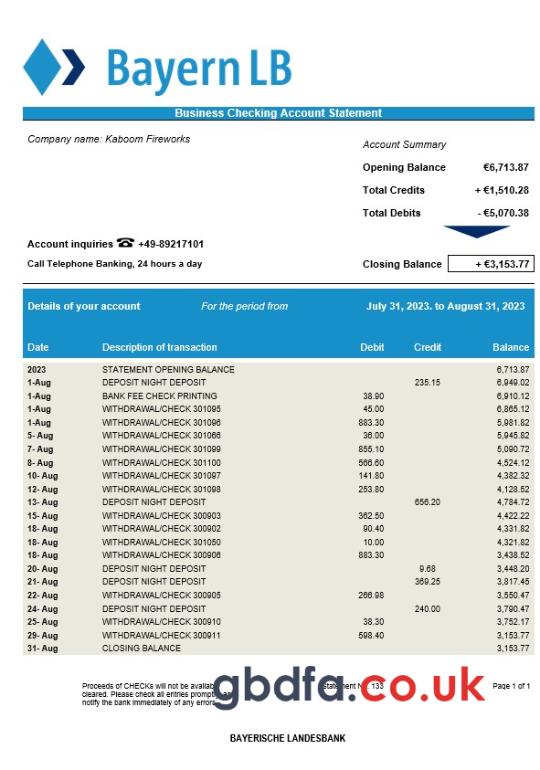 Bayern LB
Business Checking Account Statement
Company name: Kaboom Fireworks
Account Summary
Opening Balance €6,713.87
Total Credits + €1,510.28
Total Debits - €5,070.38
Account inquiries ☎ +49-89217101
Call Telephone Banking, 24 hours a day
Closing Balance + €3,153.77
Details of your account For the period from July 31, 2023. to August 31, 2023
Date Description of transaction Debit Credit Balance
2023 STATEMENT OPENING BALANCE 6,713.87
1-Aug DEPOSIT NIGHT DEPOSIT 235.15 6,949.02
1-Aug BANK FEE CHECK PRINTING 38.90 6,910.12
1-Aug WITHDRAWAL/CHECK 301095 45.00 6,865.12
1-Aug WITHDRAWAL/CHECK 301096 883.30 5,981.82
5- Aug WITHDRAWAL/CHECK 301066 36.00 5,945.82
7- Aug WITHDRAWAL/CHECK 301099 855.10 5,090.72
8- Aug WITHDRAWAL/CHECK 301100 566.60 4,524.12
10- Aug WITHDRAWAL/CHECK 301097 141.80 4,382.32
12- Aug WITHDRAWAL/CHECK 301098 253.80 4,128.52
13- Aug DEPOSIT NIGHT DEPOSIT 656.20 4,784.72
15- Aug WITHDRAWAL/CHECK 300903 362.50 4,422.22
18- Aug WITHDRAWAL/CHECK 300902 90.40 4,331.82
18- Aug WITHDRAWAL/CHECK 301050 10.00 4,321.82
18- Aug WITHDRAWAL/CHECK 300906 883.30 3,438.52
20- Aug DEPOSIT NIGHT DEPOSIT 9.68 3,448.20
21- Aug DEPOSIT NIGHT DEPOSIT 369.25 3,817.45
22- Aug WITHDRAWAL/CHECK 300905 266.98 3,550.47
24- Aug DEPOSIT NIGHT DEPOSIT 240.00 3,790.47
25- Aug WITHDRAWAL/CHECK 300910 38.30 3,752.17
29- Aug WITHDRAWAL/CHECK 300911 598.40 3,153.77
31- Aug CLOSING BALANCE 3,153.77
Proceeds of CHECKs will not be
cleared. Please check all entries
notify the bank immediately of any errors
133
Page 1 of 1
gbdfa.co.uk
BAYERISCHE LANDESBANK